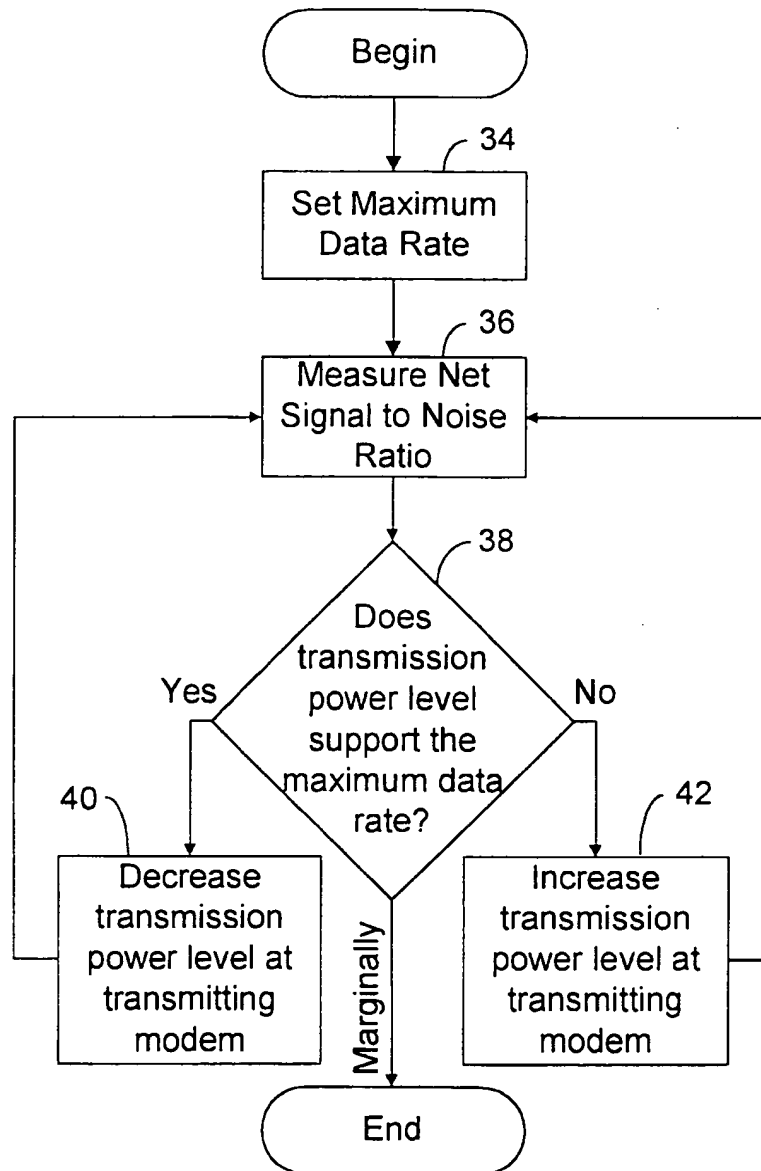 Begin
34
Set Maximum
Data Rate
36
Measure Net
Signal to Noise
Ratio
38
Does
transmission
power level
support the
maximum data
rate?
Yes
No
40
Decrease
transmission
power level at
transmitting
modem
42
Increase
transmission
power level at
transmitting
modem
Marginally
End